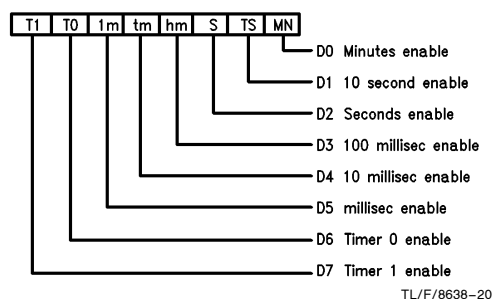 T1 T0 1m tm hm S TS MN
D0 Minutes enable
D1 10 second enable
D2 Seconds enable
D3 100 millisec enable
D4 10 millisec enable
D5 millisec enable
D6 Timer 0 enable
D7 Timer 1 enable
TL/F/8638–20